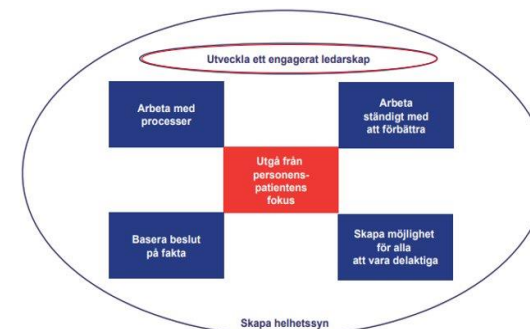 Utveckla ett engagerat ledarskap
Arbeta med
processer
Arbeta
ständigt med
att förbättra
Utgå från
personens-
patientens
fokus
Basera beslut
på fakta
Skapa möjlighet
för alla
att vara delaktiga
Skapa helhetssyn